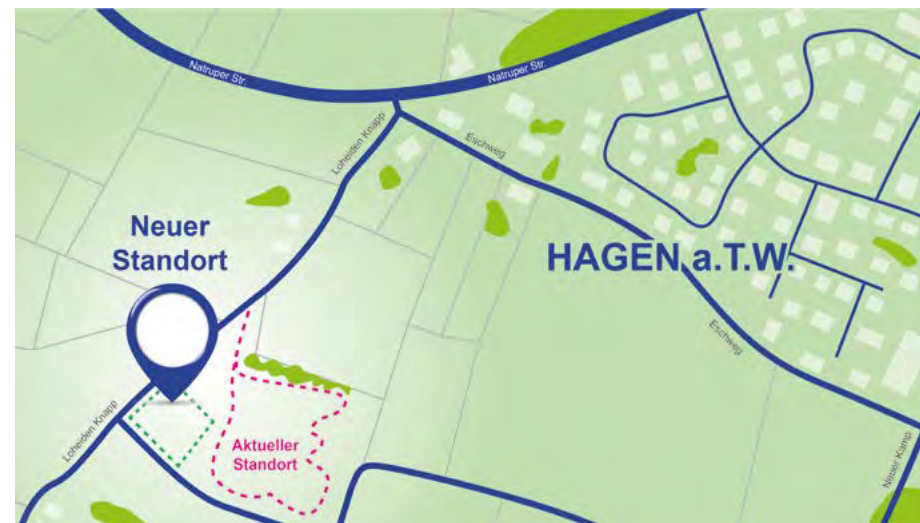 Natruper Str.
Natruper Str.
Loheiden Knapp
Eschweg
Neuer
Standort
HAGEN a.T.W.
Eschweg
Loheiden Knapp
Aktueller
Standort
Neuer Kamp